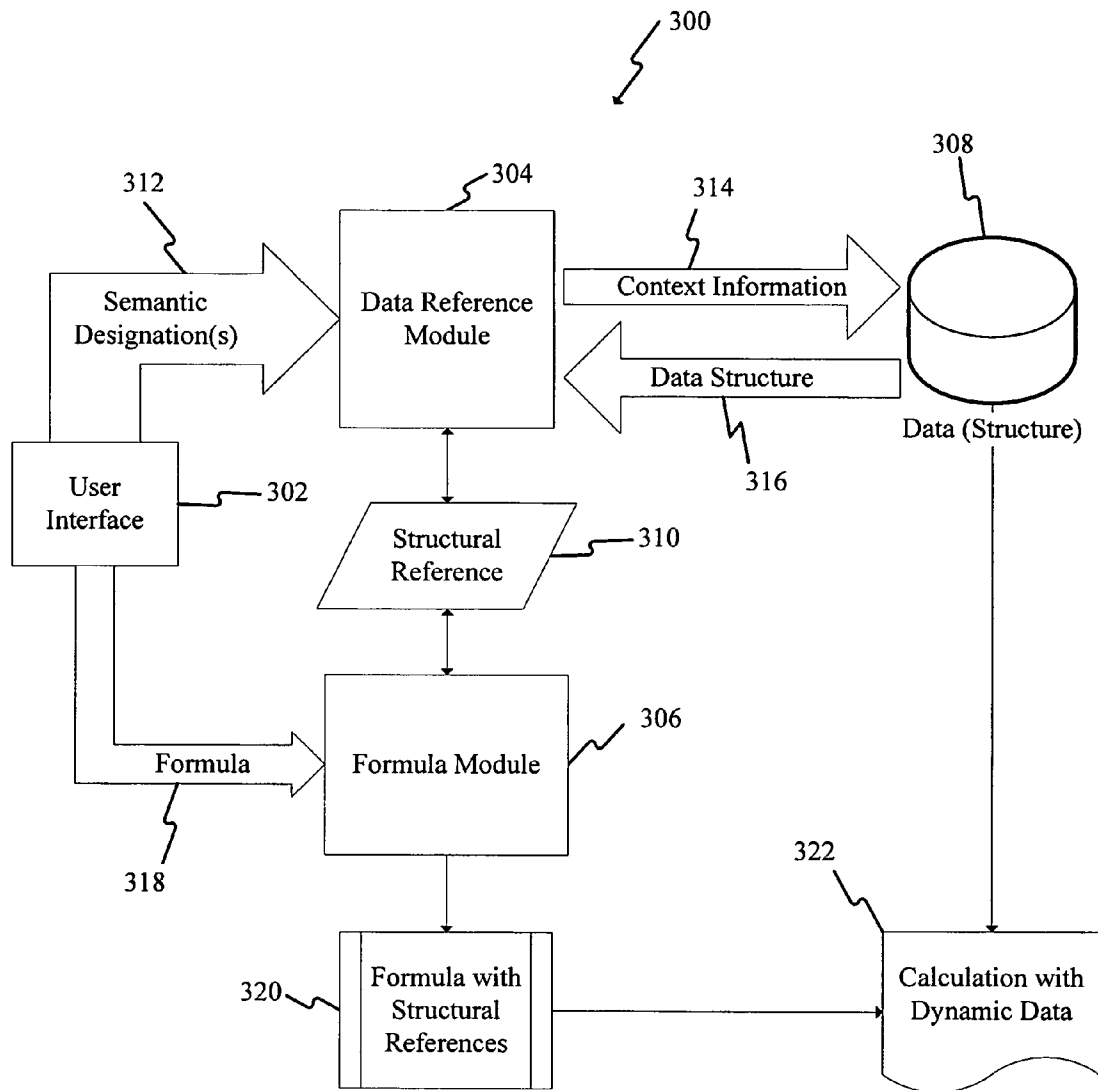 300
312
304
314
308
Semantic
Designation(s)
Data Reference
Module
Context Information
Data Structure
Data (Structure)
316
User
Interface
302
Structural
Reference
310
306
Formula
Formula Module
318
322
320
Formula with
Structural
References
Calculation with
Dynamic Data